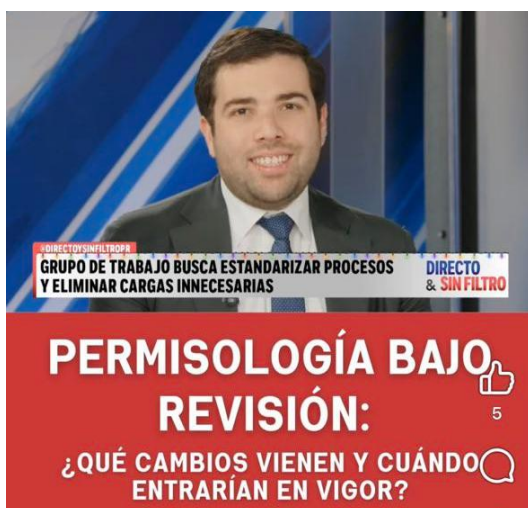 @DIRECTOYSINFILTROPR
GRUPO DE TRABAJO BUSCA ESTANDARIZAR PROCESOS
Y ELIMINAR CARGAS INNECESARIAS
DIRECTO
& SIN FILTRO
PERMISOLOGÍA BAJO
REVISIÓN:
5
¿QUÉ CAMBIOS VIENEN Y CUÁNDO
ENTRARÍAN EN VIGOR?